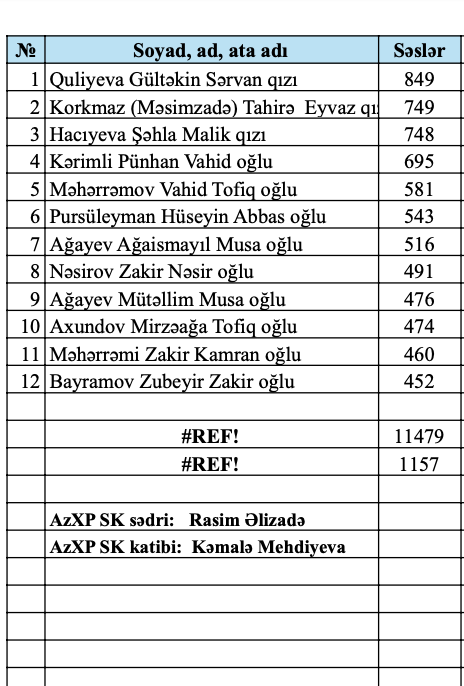 № Soyad, ad, ata adı Səslər
1 Quliyeva Gültəkin Sərvan qızı 849
2 Korkmaz (Məsimzadə) Tahirə Eyvaz qı 749
3 Hacıyeva Şəhla Malik qızı 748
4 Kərimli Pünhan Vahid oğlu 695
5 Məhərrəmov Vahid Tofiq oğlu 581
6 Pursüleyman Hüseyin Abbas oğlu 543
7 Ağayev Ağaismayıl Musa oğlu 516
8 Nəsirov Zakir Nəsir oğlu 491
9 Ağayev Mütəllim Musa oğlu 476
10 Axundov Mirzəağa Tofiq oğlu 474
11 Məhərrəmi Zakir Kamran oğlu 460
12 Bayramov Zubeyir Zakir oğlu 452
#REF! 11479
#REF! 1157
AzXP SK sədri: Rasim Əlizadə
AzXP SK katibi: Kəmalə Mehdiyeva